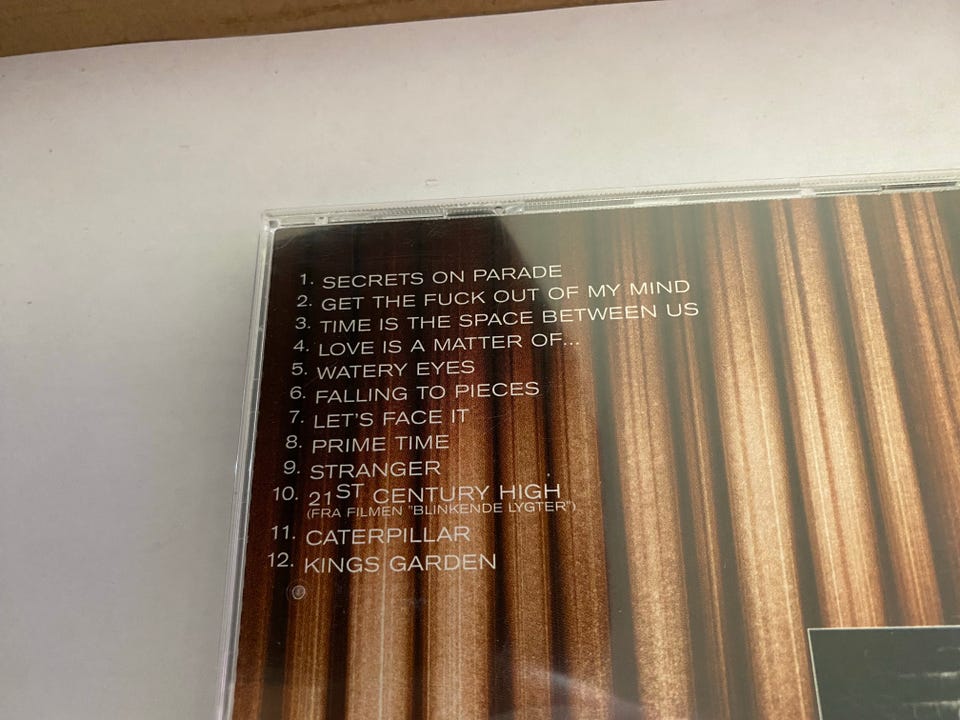 1. SECRETS ON PARADE
2. GET THE FUCK OUT OF MY MIND
3. TIME IS THE SPACE BETWEEN US
4. LOVE IS A MATTER OF...
5. WATERY EYES
6. FALLING TO PIECES
7. LET'S FACE IT
8. PRIME TIME
9. STRANGER
10. 21ST CENTURY HIGH
(FRA FILMEN "BLINKENDE LYGTER")
11. CATERPILLAR
12. KINGS GARDEN
℗